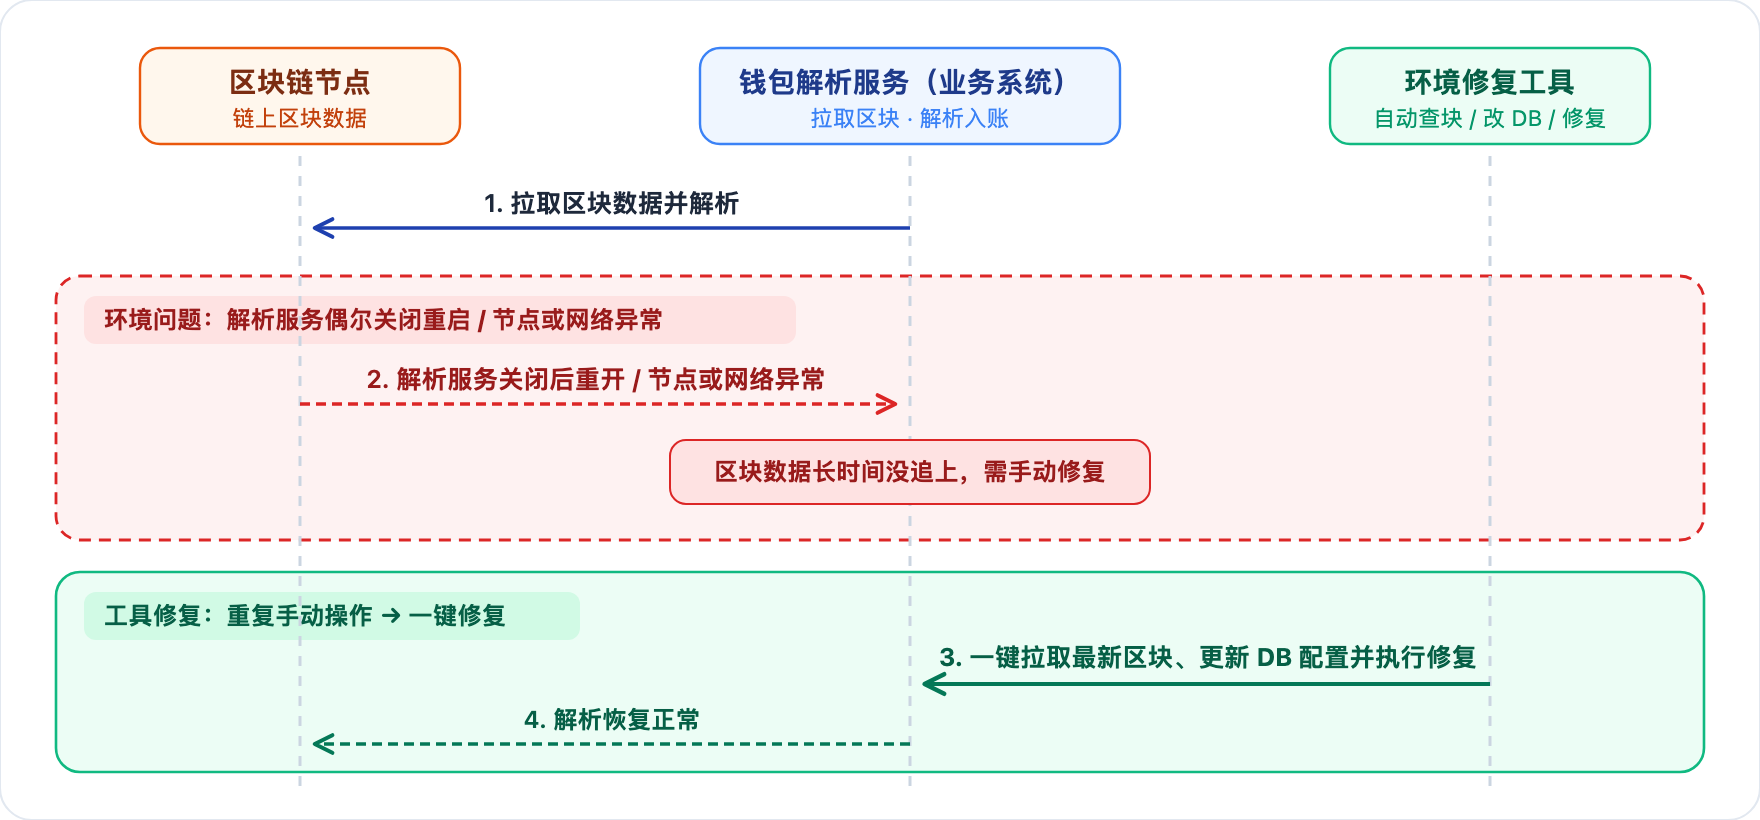 区块链节点
链上区块数据
钱包解析服务（业务系统）
拉取区块 · 解析入账
环境修复工具
自动查块 / 改 DB / 修复
1. 拉取区块数据并解析
环境问题：解析服务偶尔关闭重启 / 节点或网络异常
2. 解析服务关闭后重开 / 节点或网络异常
区块数据长时间没追上，需手动修复
工具修复：重复手动操作 → 一键修复
3. 一键拉取最新区块、更新 DB 配置并执行修复
4. 解析恢复正常